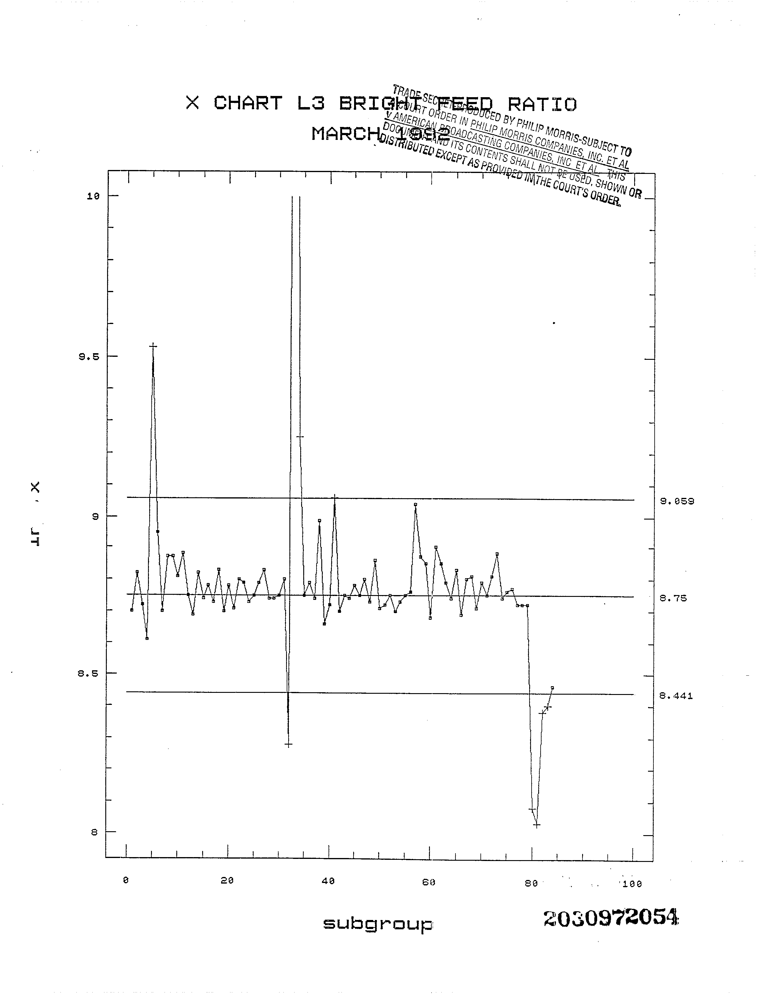 X CHART L3 BRIGHT FEED RATIO
MARCH 1992
TRADE SECRET PRODUCED BY PHILIP MORRIS-SUBJECT TO
COURT ORDER IN PHILIP MORRIS COMPANIES, INC. ET AL
V AMERICAN BROADCASTING COMPANIES, INC. ET AL. THIS
DOCUMENT AND ITS CONTENTS SHALL NOT BE USED, SHOWN OR
DISTRIBUTED EXCEPT AS PROVIDED IN THE COURT'S ORDER.
10
9.5
9
8.5
8
X
9.059
8.75
8.441
0 20 40 60 80 100
subgroup
2030972054